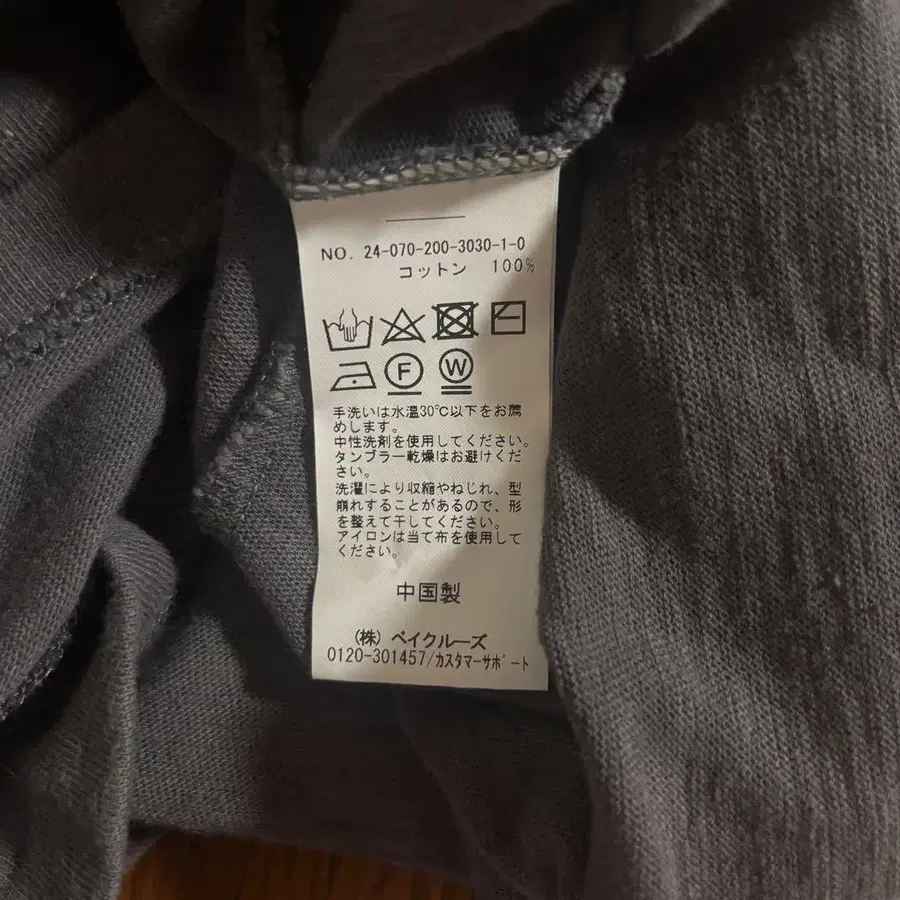 NO. 24-070-200-3030-1-0
コットン 100%
F W
手洗いは水温30℃以下をお薦
めします。
中性洗剤を使用してください。
タンブラー乾燥はお避けくだ
さい。
洗濯により収縮やねじれ、型
崩れすることがあるので、形
を整えて干してください。
アイロンは当て布を使用して
ください。
中国製
(株) ベイクルーズ
0120-301457/カスタマーサポート